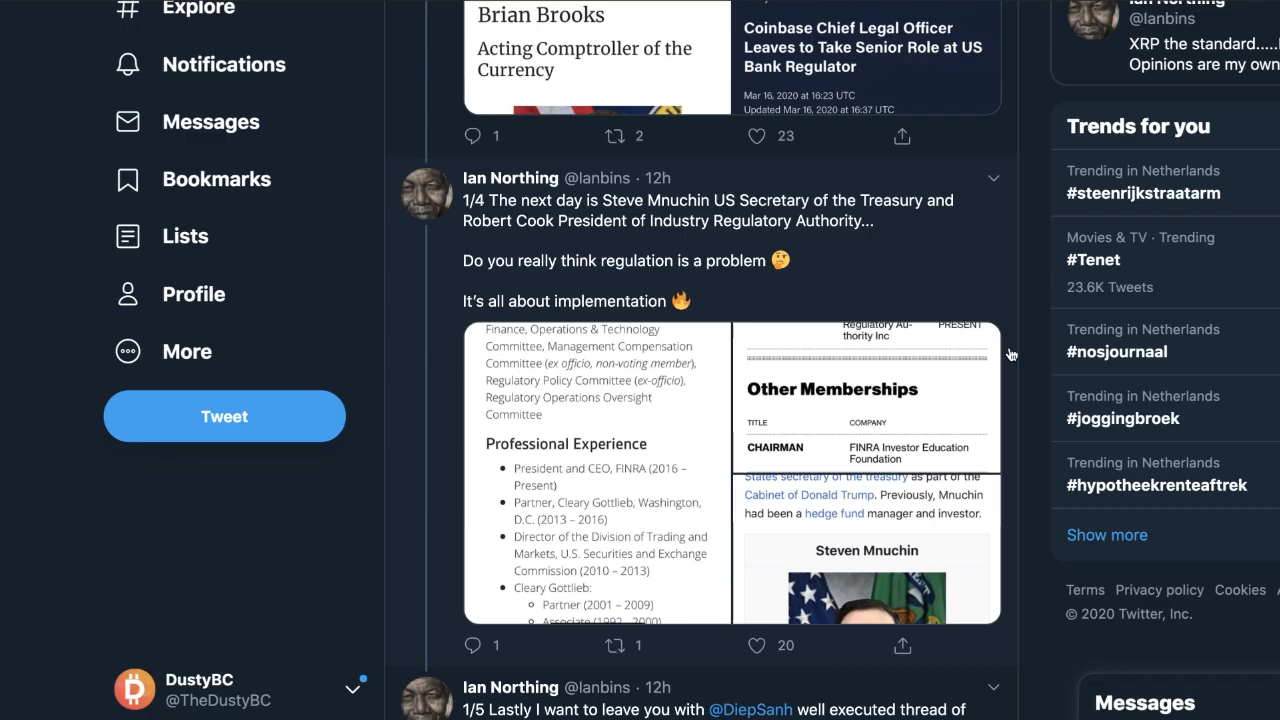 Explore
Notifications
Messages
Bookmarks
Lists
Profile
More
Tweet
DustyBC
@TheDustyBC
Brian Brooks
Acting Comptroller of the
Currency
Coinbase Chief Legal Officer
Leaves to Take Senior Role at US
Bank Regulator
Mar 16, 2020 at 16:23 UTC
Updated Mar 16, 2020 at 16:37 UTC
1 2 23
Ian Northing @Ianbins · 12h
1/4 The next day is Steve Mnuchin US Secretary of the Treasury and
Robert Cook President of Industry Regulatory Authority...
Do you really think regulation is a problem 🤔
It's all about implementation 🔥
Finance, Operations & Technology
Committee, Management Compensation
Committee (ex officio, non-voting member),
Regulatory Policy Committee (ex-officio),
Regulatory Operations Oversight
Committee
Professional Experience
• President and CEO, FINRA (2016 –
Present)
• Partner, Cleary Gottlieb, Washington,
D.C. (2013 – 2016)
• Director of the Division of Trading and
Markets, U.S. Securities and Exchange
Commission (2010 – 2013)
• Cleary Gottlieb:
Partner (2001 – 2009)
Associate (1992 – 2000)
Regulatory Au- PRESENT
thority Inc
Other Memberships
TITLE COMPANY
CHAIRMAN FINRA Investor Education
Foundation
States secretary of the treasury as part of the
Cabinet of Donald Trump. Previously, Mnuchin
had been a hedge fund manager and investor.
Steven Mnuchin
1 1 20
Ian Northing @Ianbins · 12h
1/5 Lastly I want to leave you with @DiepSanh well executed thread of
Ian Northing
@Ianbins
XRP the standard.....
Opinions are my own
Trends for you
Trending in Netherlands
#steenrijkstraatarm
Movies & TV · Trending
#Tenet
23.6K Tweets
Trending in Netherlands
#nosjournaal
Trending in Netherlands
#joggingbroek
Trending in Netherlands
#hypotheekrenteaftrek
Show more
Terms Privacy policy Cookies
© 2020 Twitter, Inc.
Messages